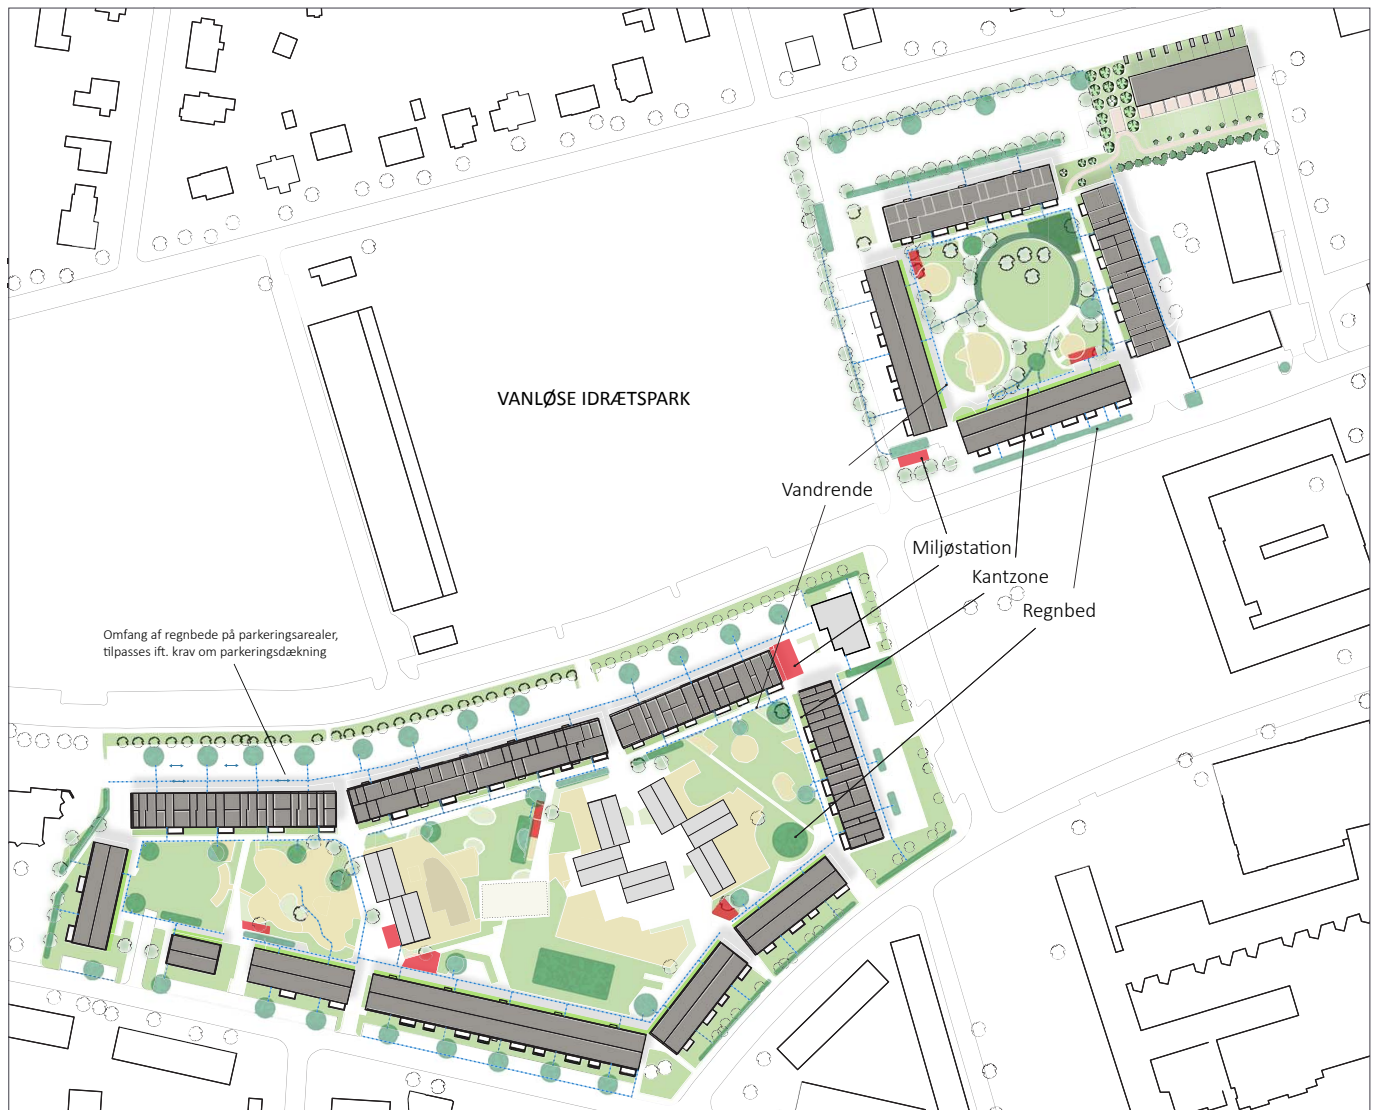 VANLØSE IDRÆTSPARK
Vandrende
Miljøstation
Kantzone
Regnbed
Omfang af regnbede på parkeringsarealer,
tilpasses ift. krav om parkeringsdækning